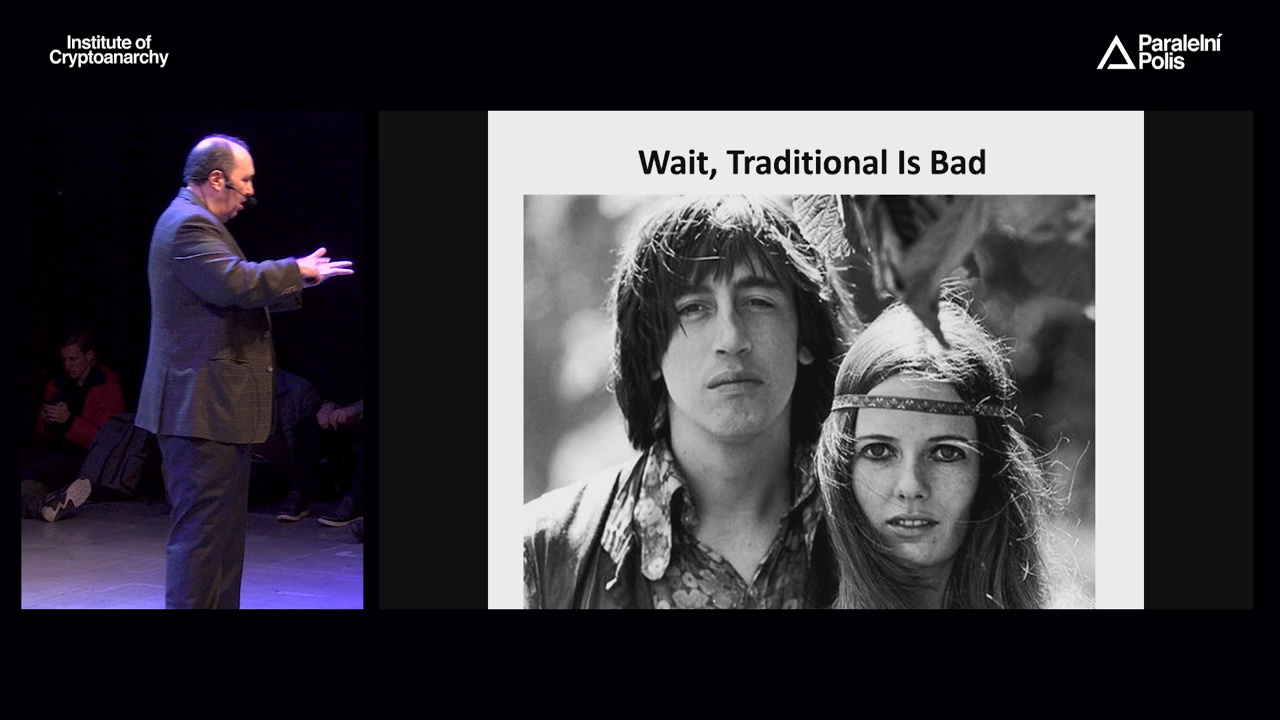 Institute of
Cryptoanarchy
Paralelní
Polis
Wait, Traditional Is Bad